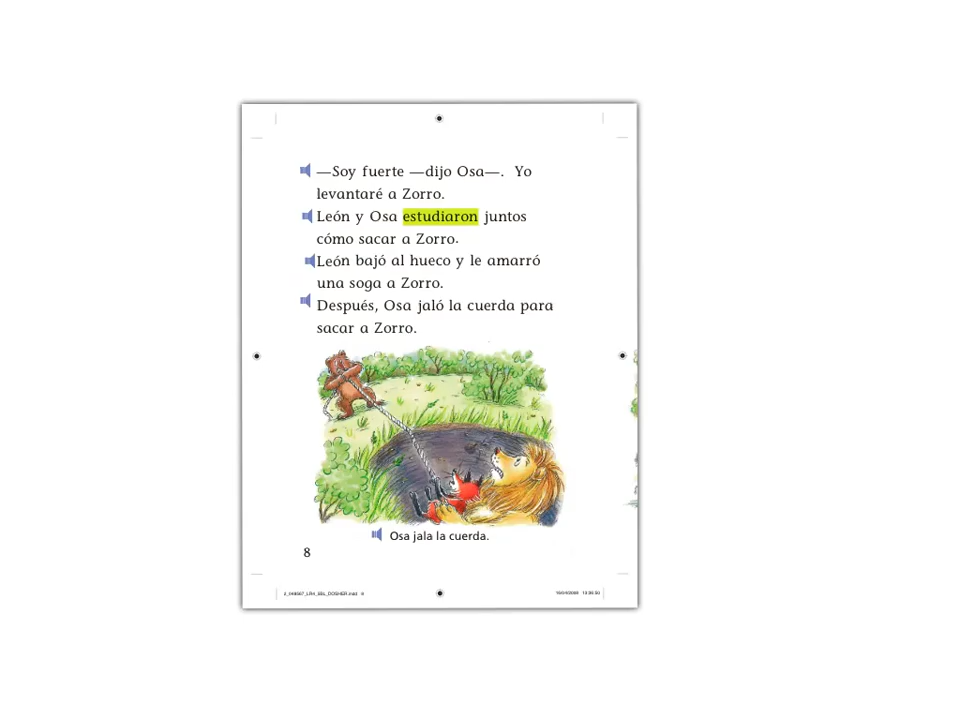 —Soy fuerte —dijo Osa—. Yo
levantaré a Zorro.
León y Osa estudiaron juntos
cómo sacar a Zorro.
León bajó al hueco y le amarró
una soga a Zorro.
Después, Osa jaló la cuerda para
sacar a Zorro.
Osa jala la cuerda.
8